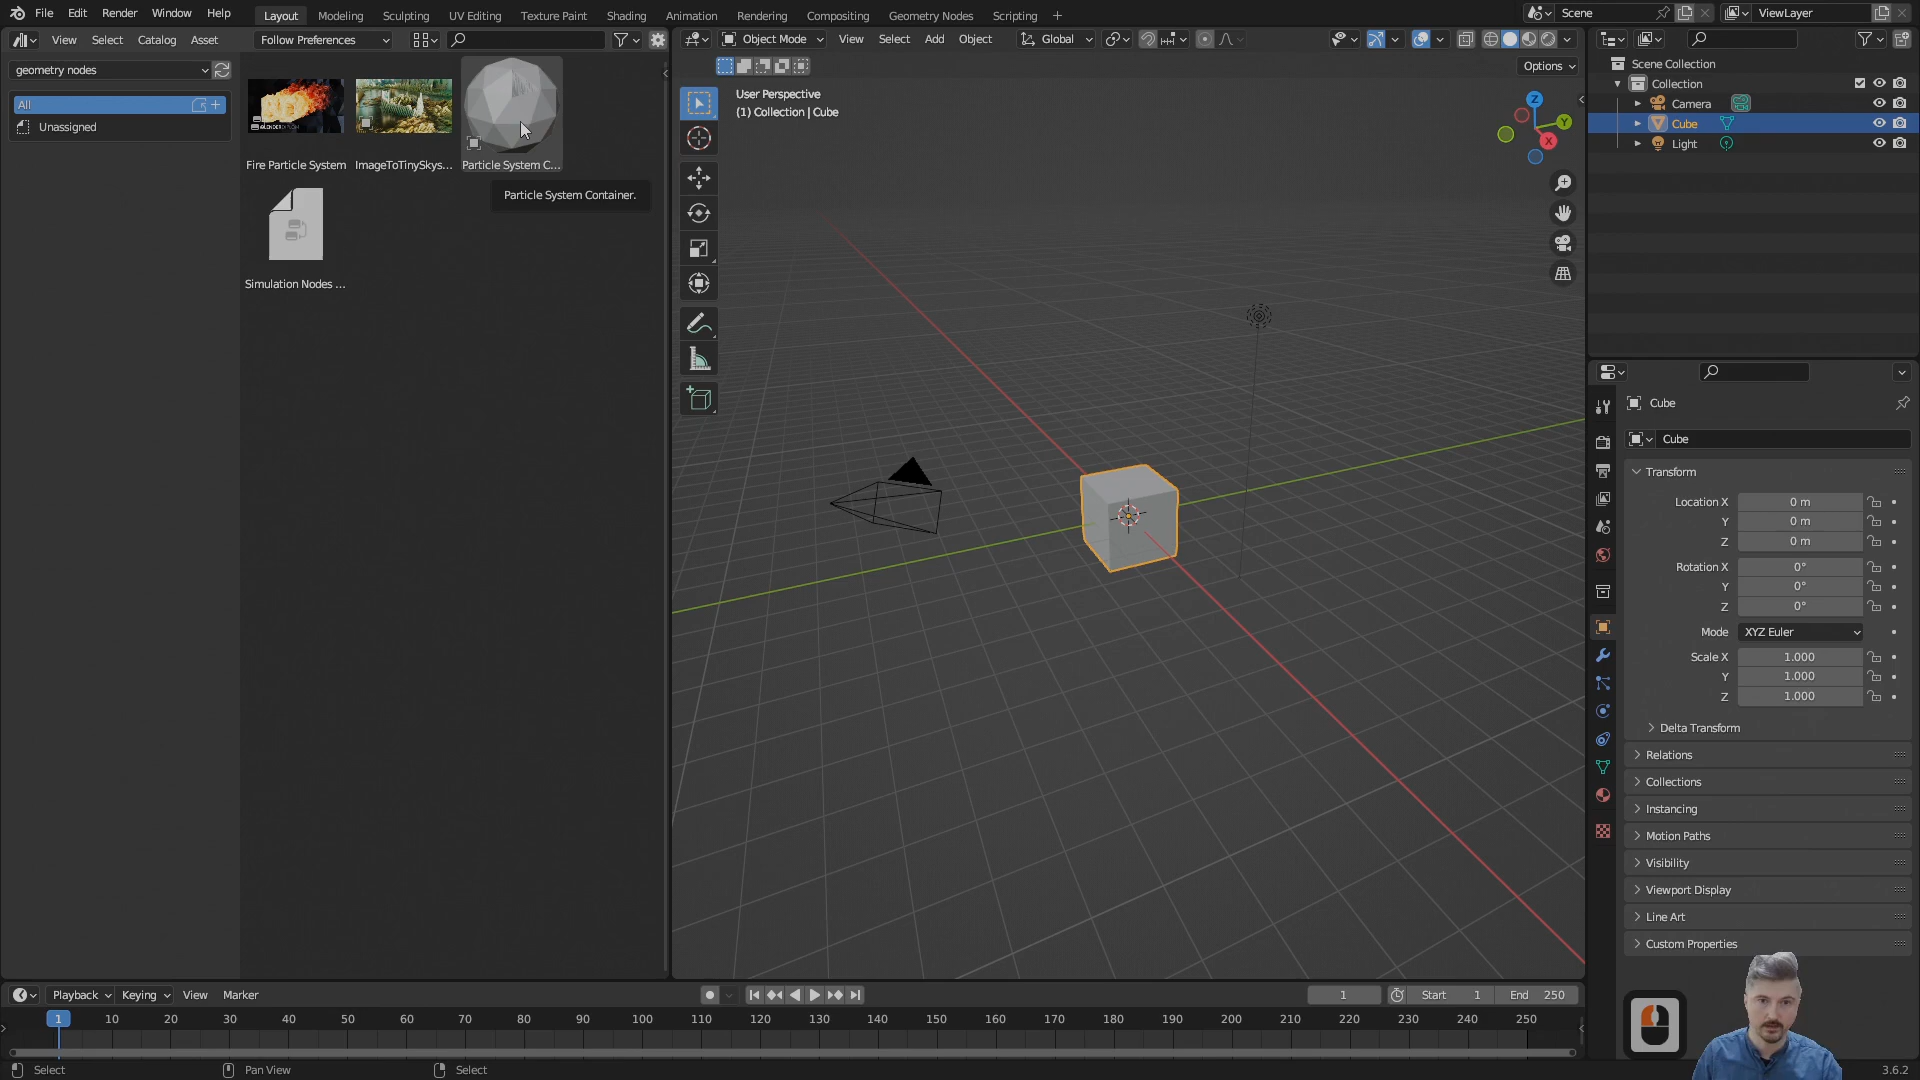 File Edit Render Window Help
Layout Modeling Sculpting UV Editing Texture Paint Shading Animation Rendering Compositing Geometry Nodes Scripting +
Scene ViewLayer
View Select Catalog Asset Follow Preferences
Object Mode View Select Add Object Global
Options
geometry nodes
All
Unassigned
Fire Particle System
ImageToTinySkys...
Particle System C...
Particle System Container.
Simulation Nodes ...
User Perspective
(1) Collection | Cube
Z
Y
X
Scene Collection
Collection
Camera
Cube
Light
Cube
Cube
Transform
Location X 0 m
Y 0 m
Z 0 m
Rotation X 0°
Y 0°
Z 0°
Mode XYZ Euler
Scale X 1.000
Y 1.000
Z 1.000
Delta Transform
Relations
Collections
Instancing
Motion Paths
Visibility
Viewport Display
Line Art
Custom Properties
Playback Keying View Marker
1 Start 1 End 250
1 10 20 30 40 50 60 70 80 90 100 110 120 130 140 150 160 170 180 190 200 210 220 230 240 250
Select Pan View Select
3.6.2